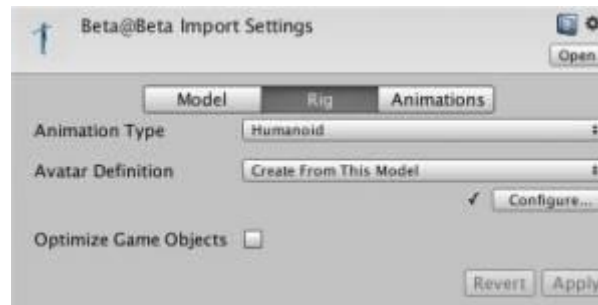 Beta@Beta Import Settings
Open
Model Rig Animations
Animation Type Humanoid
Avatar Definition Create From This Model
✓ Configure...
Optimize Game Objects
Revert Apply